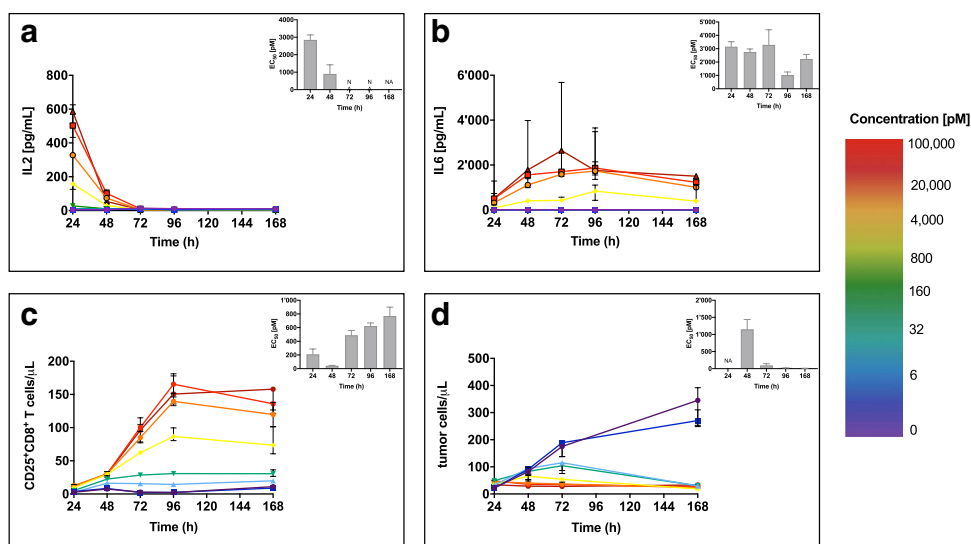 a
IL2 [pg/mL]
800
600
400
200
0
24 48 72 96 120 144 168
Time (h)
EC50 [pM]
4000
3000
2000
1000
0
N N NA
24 48 72 96 168
Time (h)
b
IL6 [pg/mL]
6'000
4'000
2'000
0
24 48 72 96 120 144 168
Time (h)
EC50 [pM]
5'000
4'000
3'000
2'000
1'000
0
24 48 72 96 168
Time (h)
c
CD25+CD8+ T cells/µL
200
150
100
50
0
24 48 72 96 120 144 168
Time (h)
EC50 [pM]
1'000
800
600
400
200
0
24 48 72 96 168
Time (h)
d
tumor cells/µL
500
400
300
200
100
0
24 48 72 96 120 144 168
Time (h)
EC50 [pM]
2'000
1'500
1'000
500
0
NA
24 48 72 96 168
Time (h)
Concentration [pM]
100,000
20,000
4,000
800
160
32
6
0